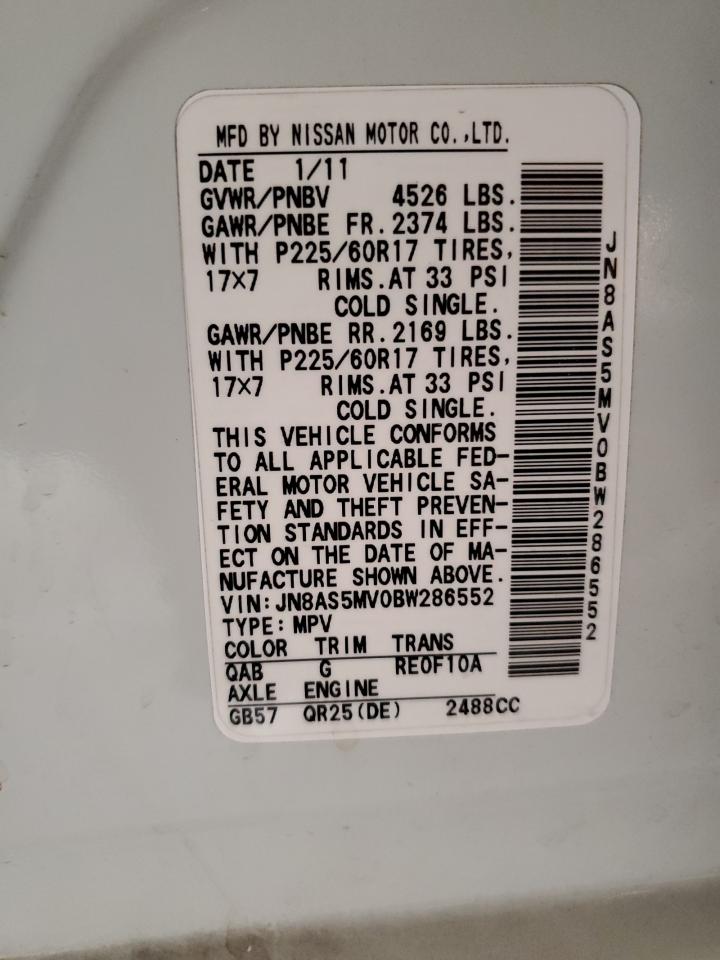 MFD BY NISSAN MOTOR CO.,LTD.
DATE 1/11
GVWR/PNBV 4526 LBS.
GAWR/PNBE FR.2374 LBS.
WITH P225/60R17 TIRES,
17×7 RIMS.AT 33 PSI
COLD SINGLE.
GAWR/PNBE RR.2169 LBS.
WITH P225/60R17 TIRES,
17×7 RIMS.AT 33 PSI
COLD SINGLE.
THIS VEHICLE CONFORMS
TO ALL APPLICABLE FED-
ERAL MOTOR VEHICLE SA-
FETY AND THEFT PREVEN-
TION STANDARDS IN EFF-
ECT ON THE DATE OF MA-
NUFACTURE SHOWN ABOVE.
VIN:JN8AS5MV0BW286552
TYPE:MPV
COLOR TRIM TRANS
QAB G RE0F10A
AXLE ENGINE
GB57 QR25(DE) 2488CC
JN8AS5MV0BW286552